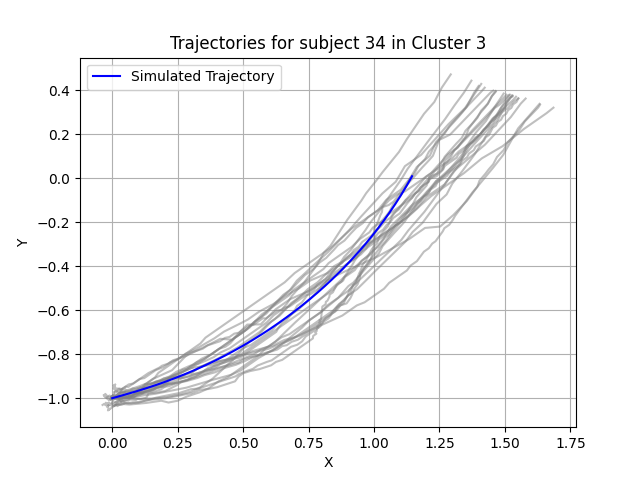 Trajectories for subject 34 in Cluster 3
Simulated Trajectory
0.4
0.2
0.0
−0.2
−0.4
−0.6
−0.8
−1.0
Y
0.00 0.25 0.50 0.75 1.00 1.25 1.50 1.75
X